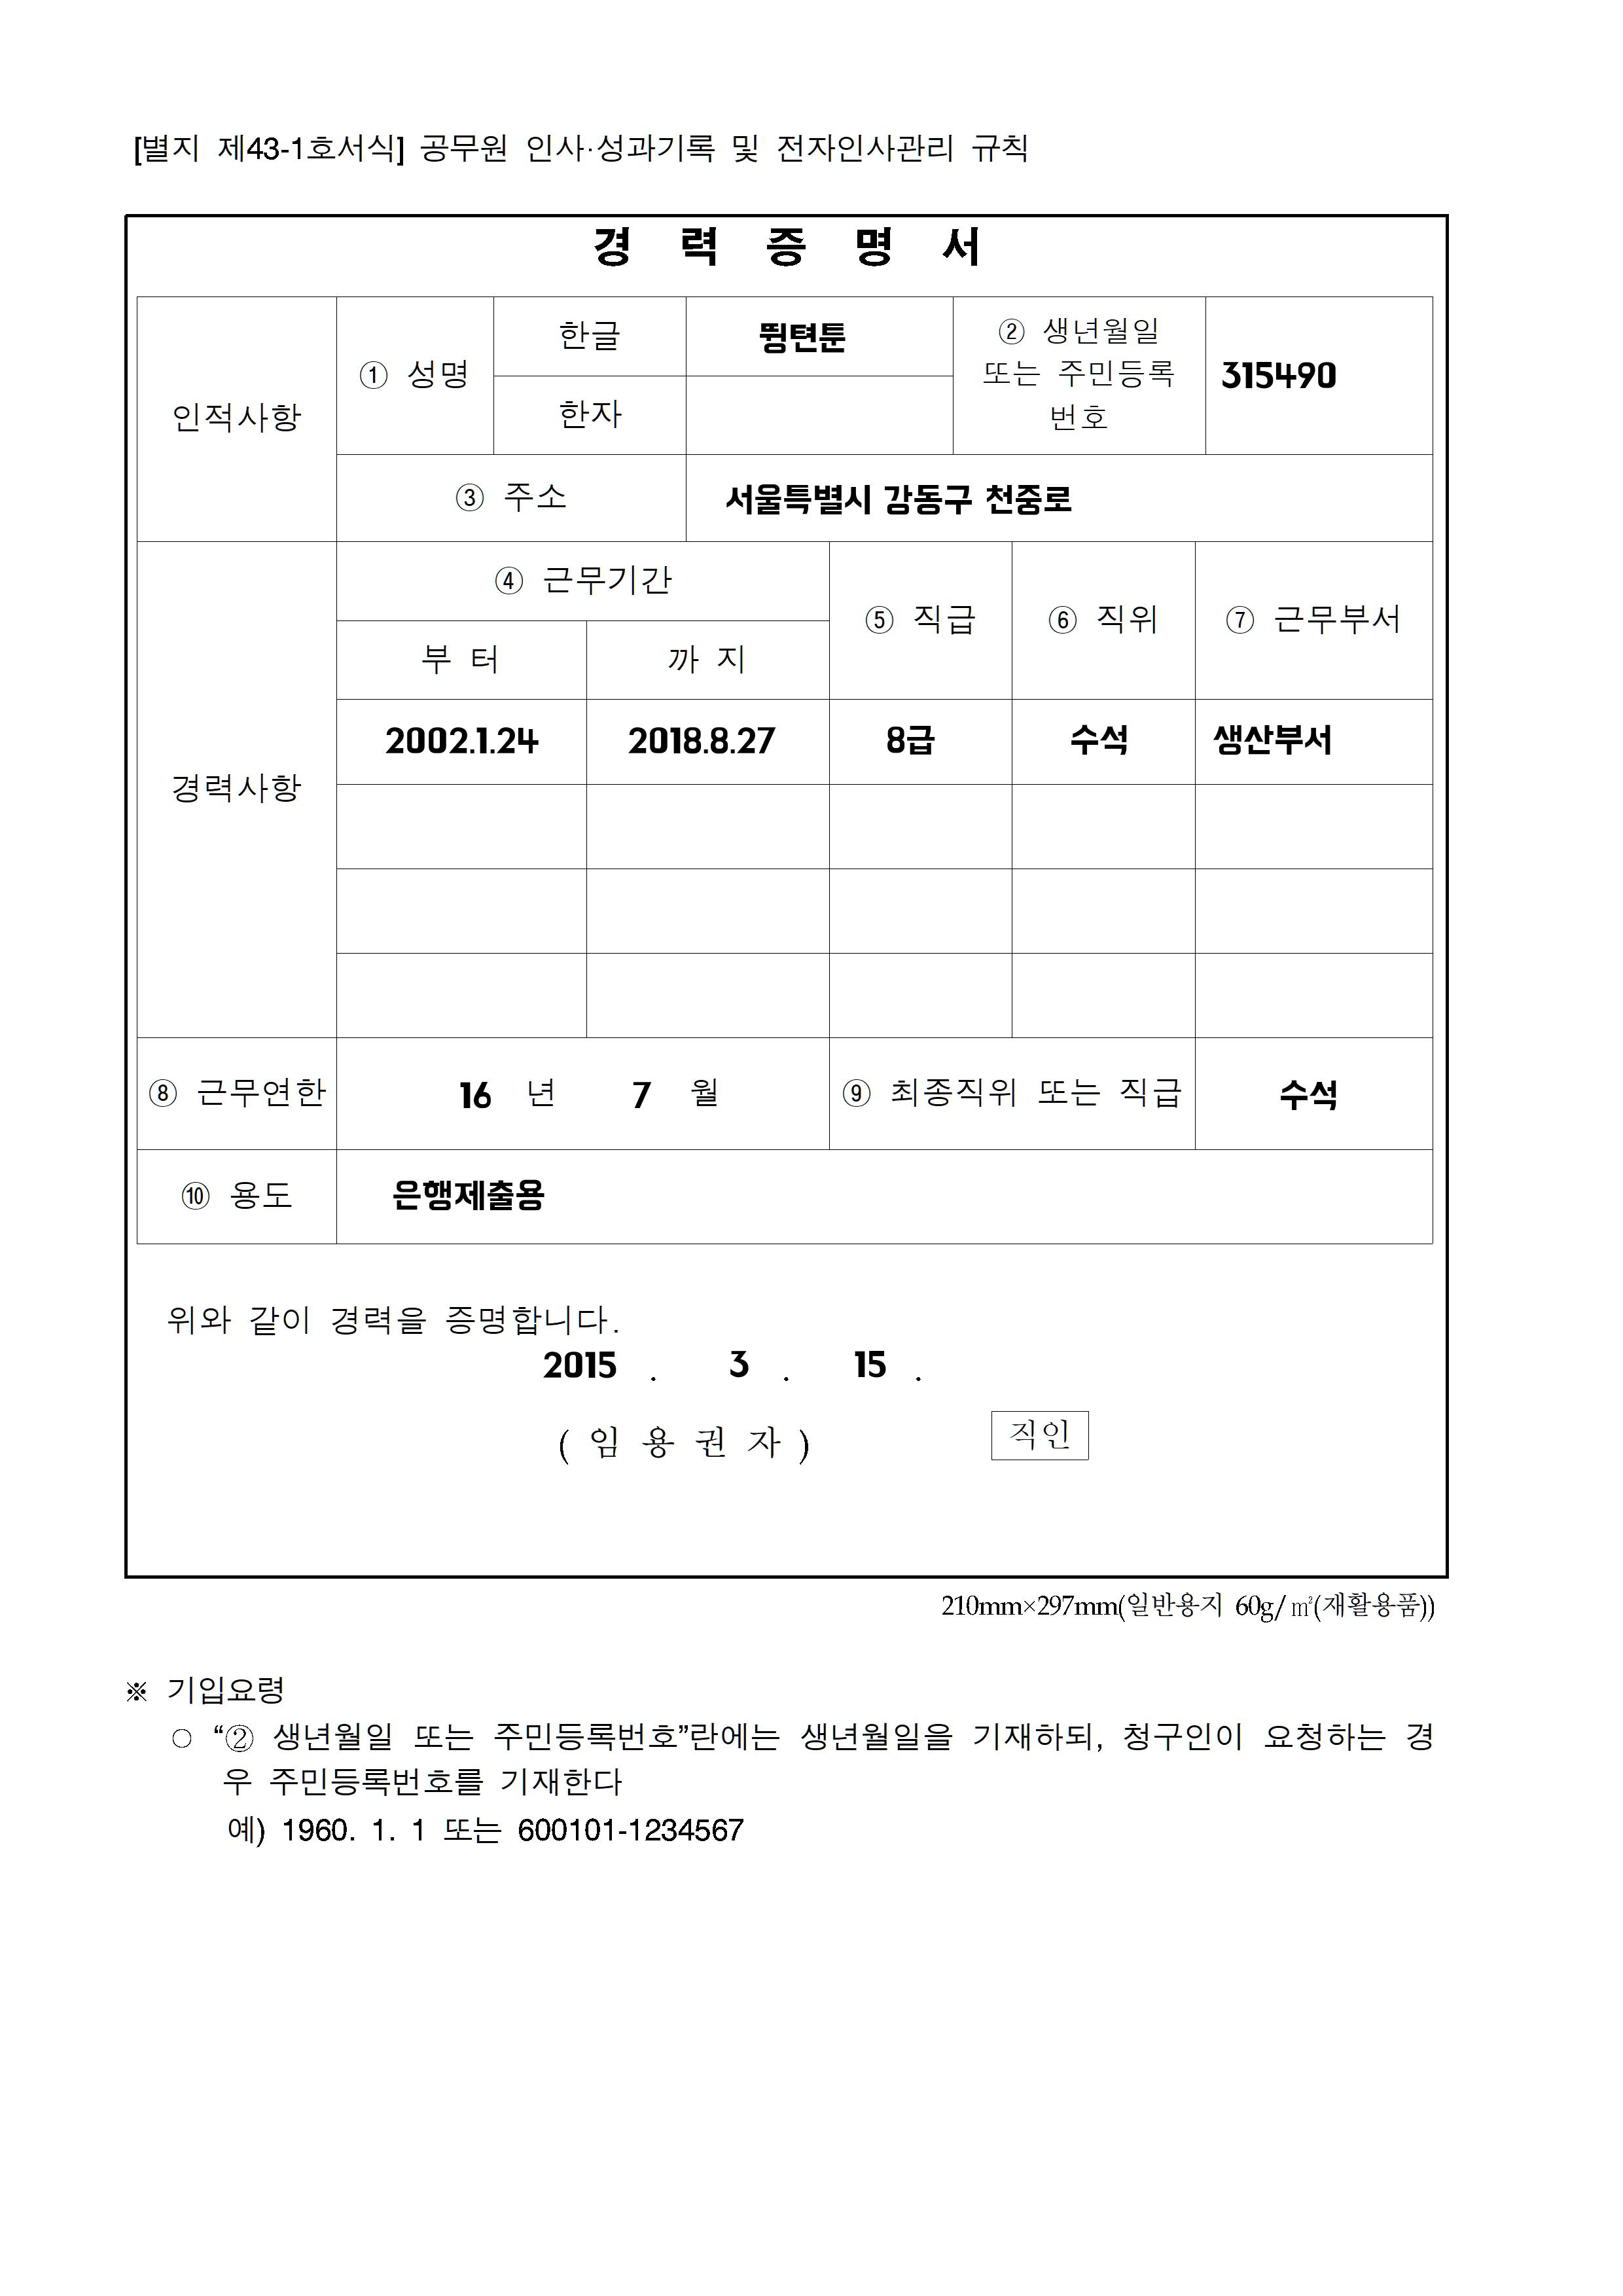 [별지 제43-1호서식] 공무원 인사·성과기록 및 전자인사관리 규칙
경 력 증 명 서
인적사항
① 성명
한글
뛩텬툰
② 생년월일
또는 주민등록
번호
315490
한자
③ 주소
서울특별시 강동구 천중로
경력사항
④ 근무기간
⑤ 직급
⑥ 직위
⑦ 근무부서
부 터
까 지
2002.1.24
2018.8.27
8급
수석
생산부서
⑧ 근무연한
16 년 7 월
⑨ 최종직위 또는 직급
수석
⑩ 용도
은행제출용
위와 같이 경력을 증명합니다.
2015 . 3 . 15 .
( 임 용 권 자 )
직인
210mm×297mm(일반용지 60g/㎡(재활용품))
※ 기입요령
○ “② 생년월일 또는 주민등록번호”란에는 생년월일을 기재하되, 청구인이 요청하는 경
우 주민등록번호를 기재한다
예) 1960. 1. 1 또는 600101-1234567